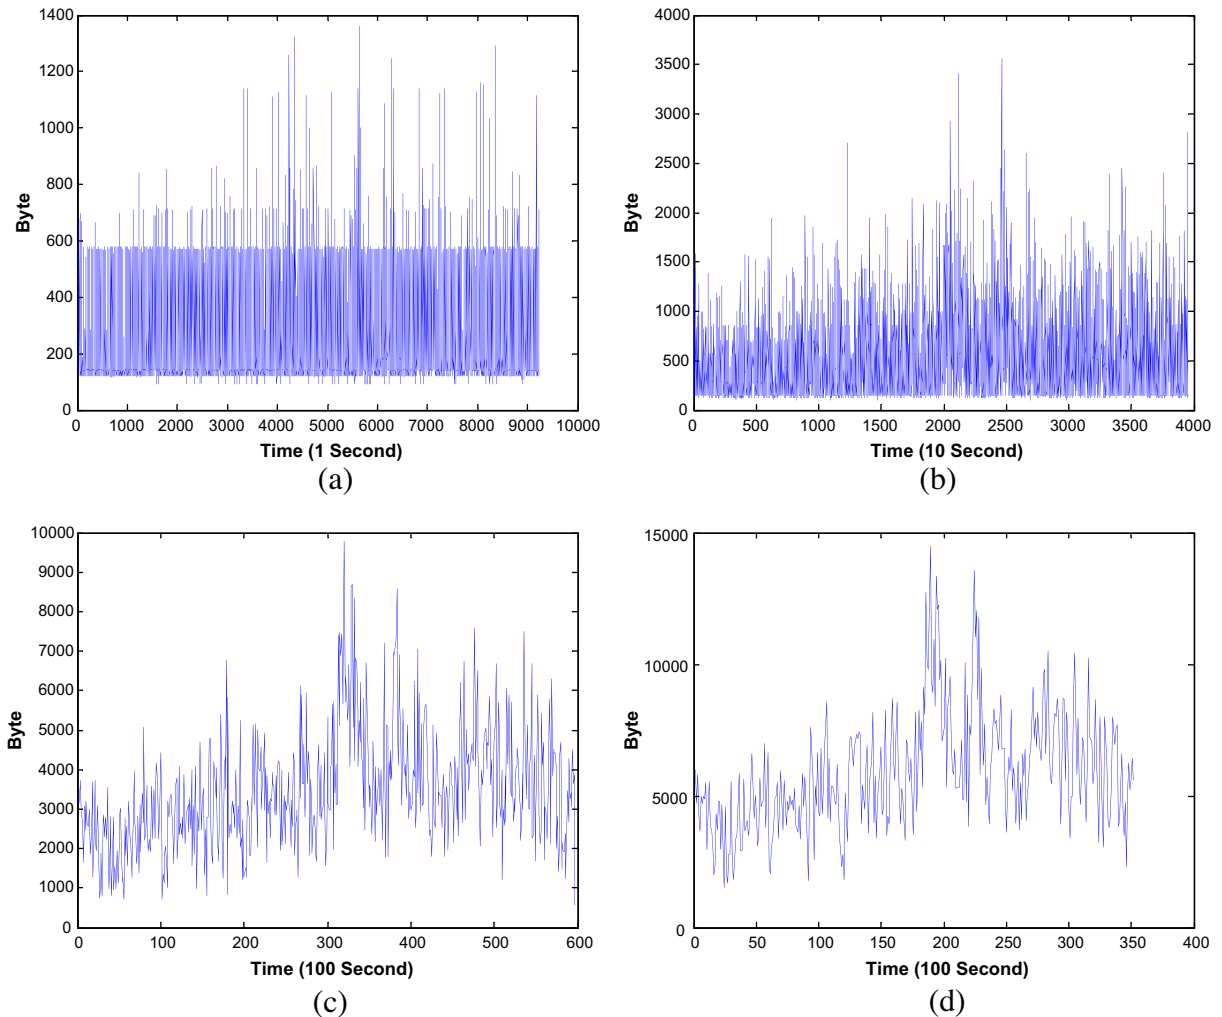 1400
1200
1000
800
600
400
200
0
Byte
0 1000 2000 3000 4000 5000 6000 7000 8000 9000 10000
Time (1 Second)
(a)
4000
3500
3000
2500
2000
1500
1000
500
0
Byte
0 500 1000 1500 2000 2500 3000 3500 4000
Time (10 Second)
(b)
10000
9000
8000
7000
6000
5000
4000
3000
2000
1000
0
Byte
0 100 200 300 400 500 600
Time (100 Second)
(c)
15000
10000
5000
0
Byte
0 50 100 150 200 250 300 350 400
Time (100 Second)
(d)